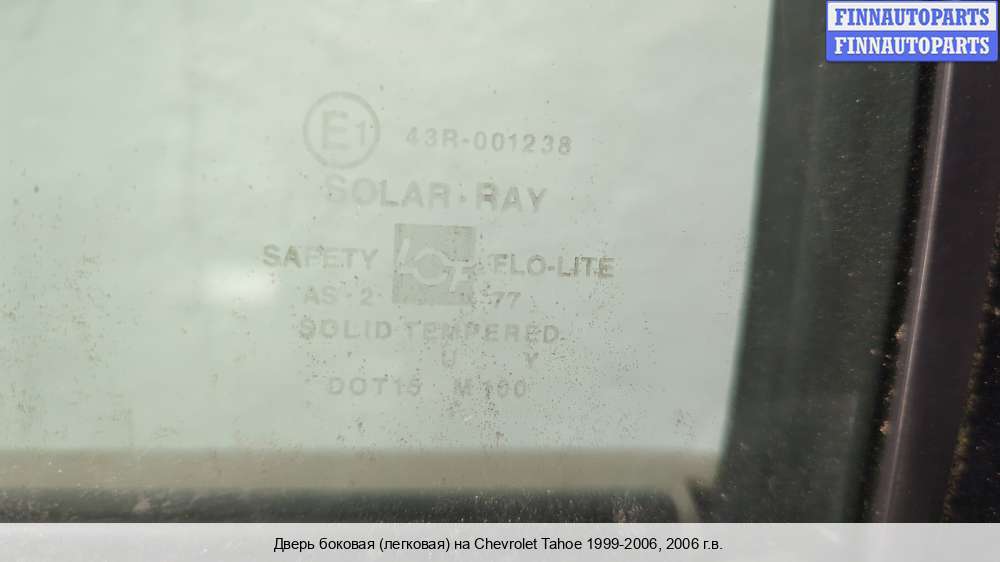 FINNAUTOPARTS
FINNAUTOPARTS
E1 43R-001238
SOLAR·RAY
SAFETY LOF FLO-LITE
AS-2 77
SOLID TEMPERED
U Y
DOT15 M100
Дверь боковая (легковая) на Chevrolet Tahoe 1999-2006, 2006 г.в.